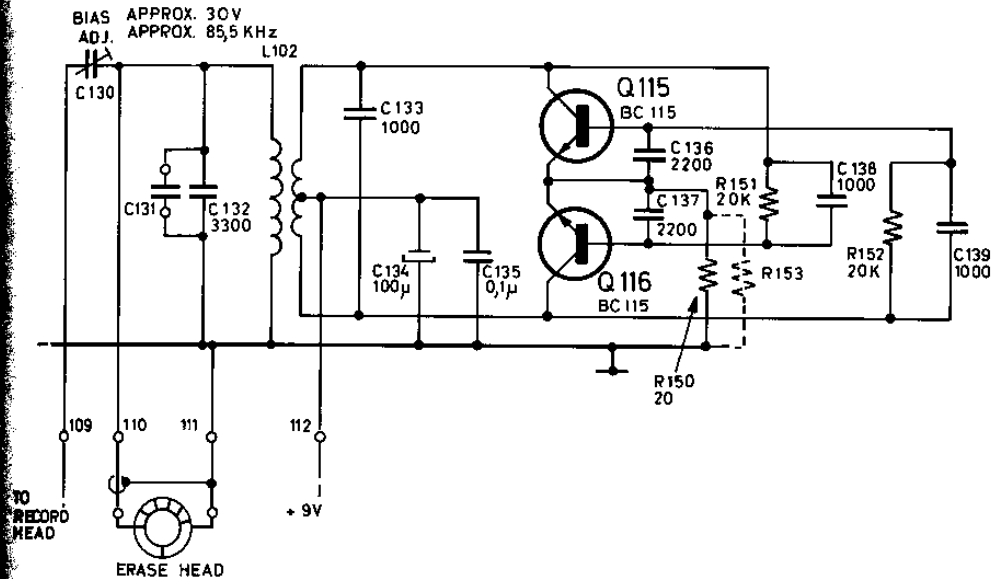 BIAS ADJ.
APPROX. 30V
APPROX. 85,5 KHz
L102
C130
C133
1000
Q115
BC 115
C136
2200
C131
C132
3300
C137
2200
R151
20K
C138
1000
R152
20K
C139
1000
C134
100µ
C135
0,1µ
Q116
BC 115
R153
R150
20
109
110
111
112
TO
RECORD
HEAD
+ 9V
ERASE HEAD